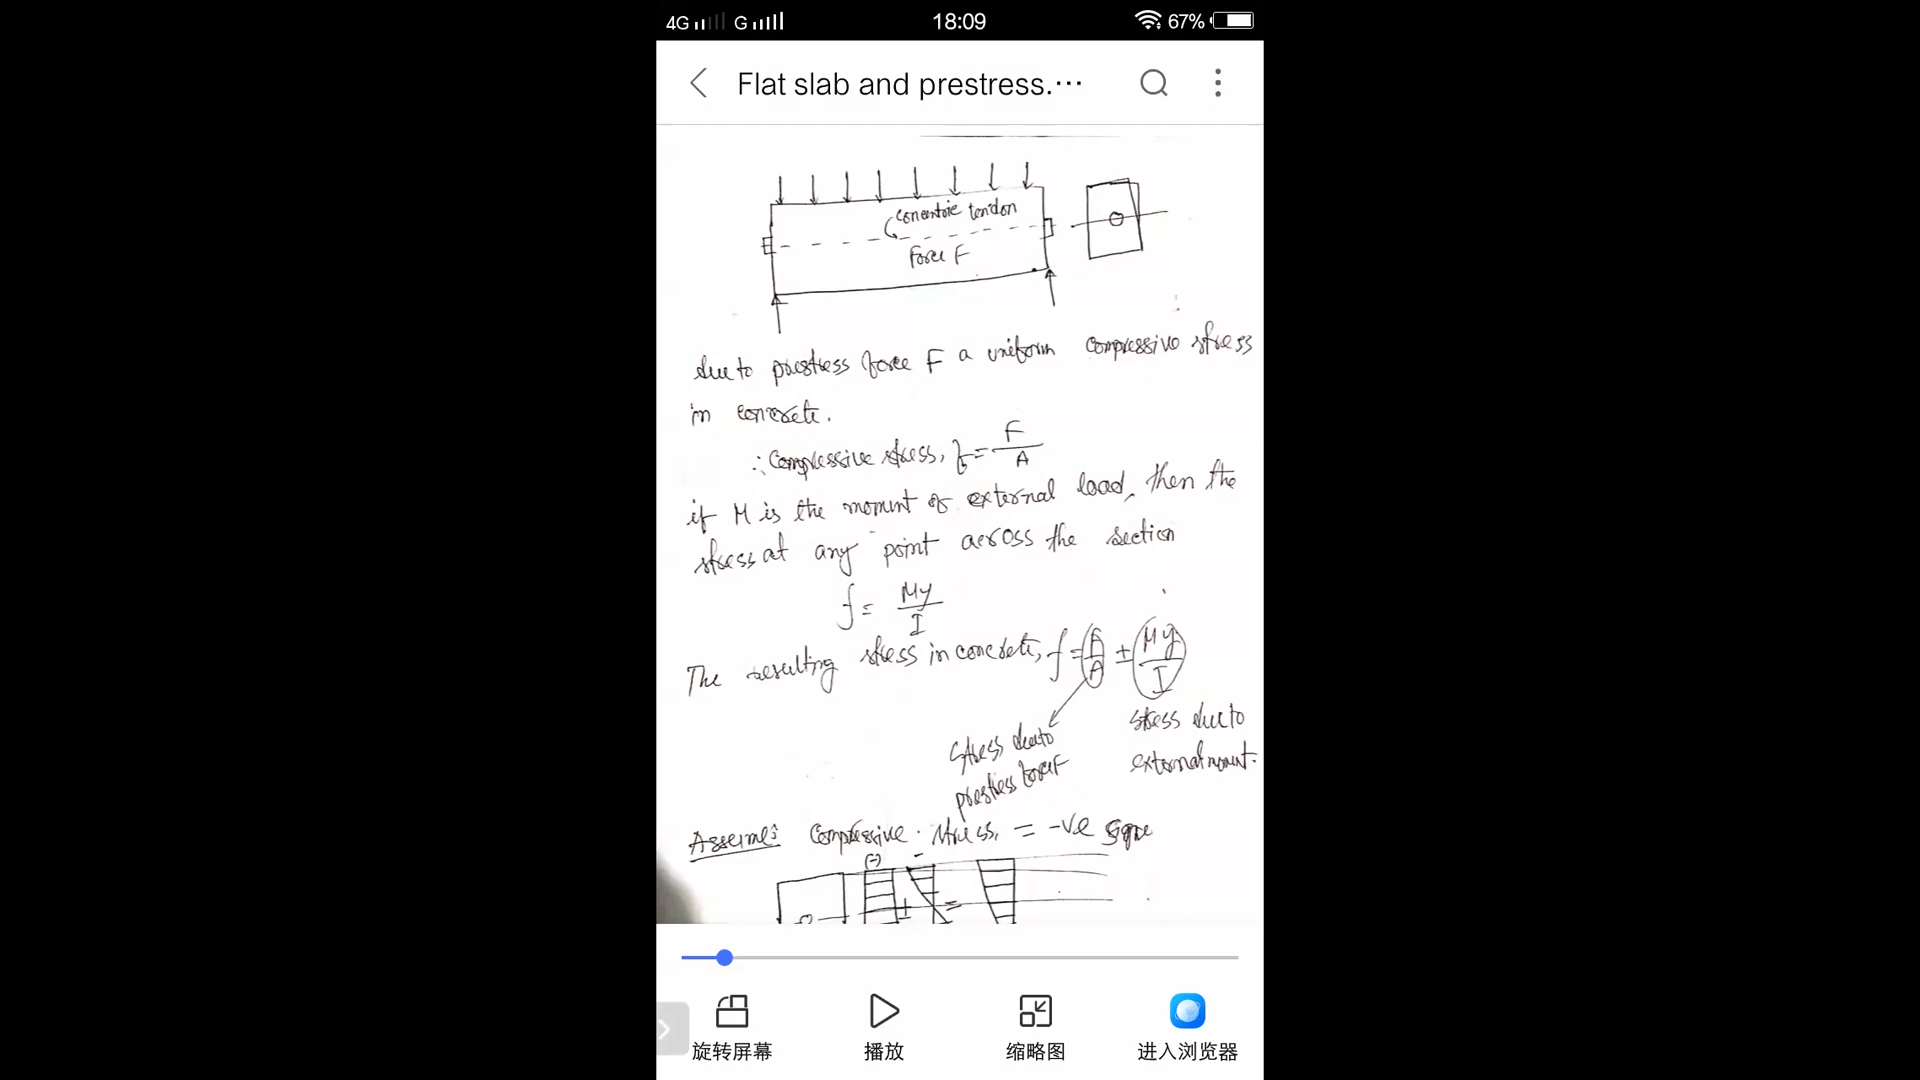 4G G 18:09 67%
Flat slab and prestress.…
concentric tendon
Force F
due to prestress force F a uniform compressive stress
in concrete.
∴ Compressive stress, f = F/A
if M is the moment of external load, then the
stress at any point across the section
f = My/I
The resulting stress in concrete, f = F/A ± My/I
stress due to
prestress force F
stress due to
external moment.
Assume: Compressive stress, = -ve
(-) -
+ =
旋转屏幕 播放 缩略图 进入浏览器